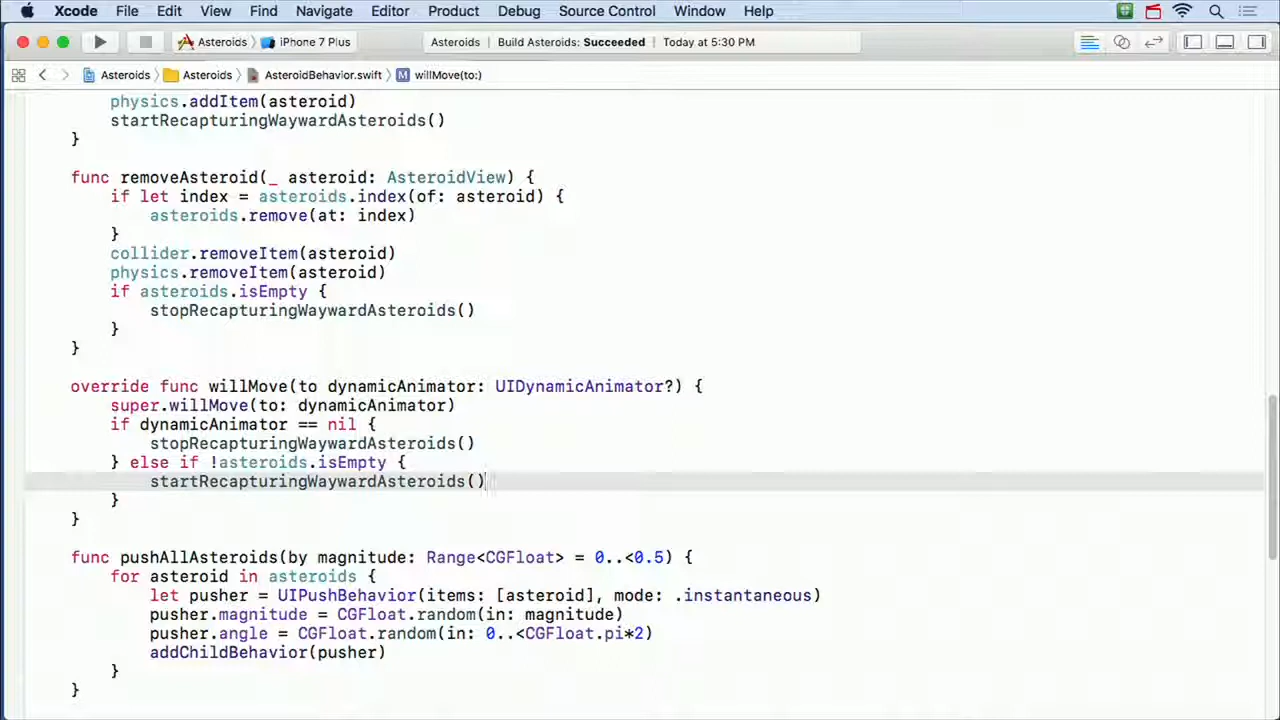 Xcode File Edit View Find Navigate Editor Product Debug Source Control Window Help
Asteroids iPhone 7 Plus Asteroids | Build Asteroids: Succeeded | Today at 5:30 PM
Asteroids Asteroids AsteroidBehavior.swift M willMove(to:)
physics.addItem(asteroid)
startRecapturingWaywardAsteroids()
}
func removeAsteroid(_ asteroid: AsteroidView) {
if let index = asteroids.index(of: asteroid) {
asteroids.remove(at: index)
}
collider.removeItem(asteroid)
physics.removeItem(asteroid)
if asteroids.isEmpty {
stopRecapturingWaywardAsteroids()
}
}
override func willMove(to dynamicAnimator: UIDynamicAnimator?) {
super.willMove(to: dynamicAnimator)
if dynamicAnimator == nil {
stopRecapturingWaywardAsteroids()
} else if !asteroids.isEmpty {
startRecapturingWaywardAsteroids()
}
}
func pushAllAsteroids(by magnitude: Range<CGFloat> = 0..<0.5) {
for asteroid in asteroids {
let pusher = UIPushBehavior(items: [asteroid], mode: .instantaneous)
pusher.magnitude = CGFloat.random(in: magnitude)
pusher.angle = CGFloat.random(in: 0..<CGFloat.pi*2)
addChildBehavior(pusher)
}
}